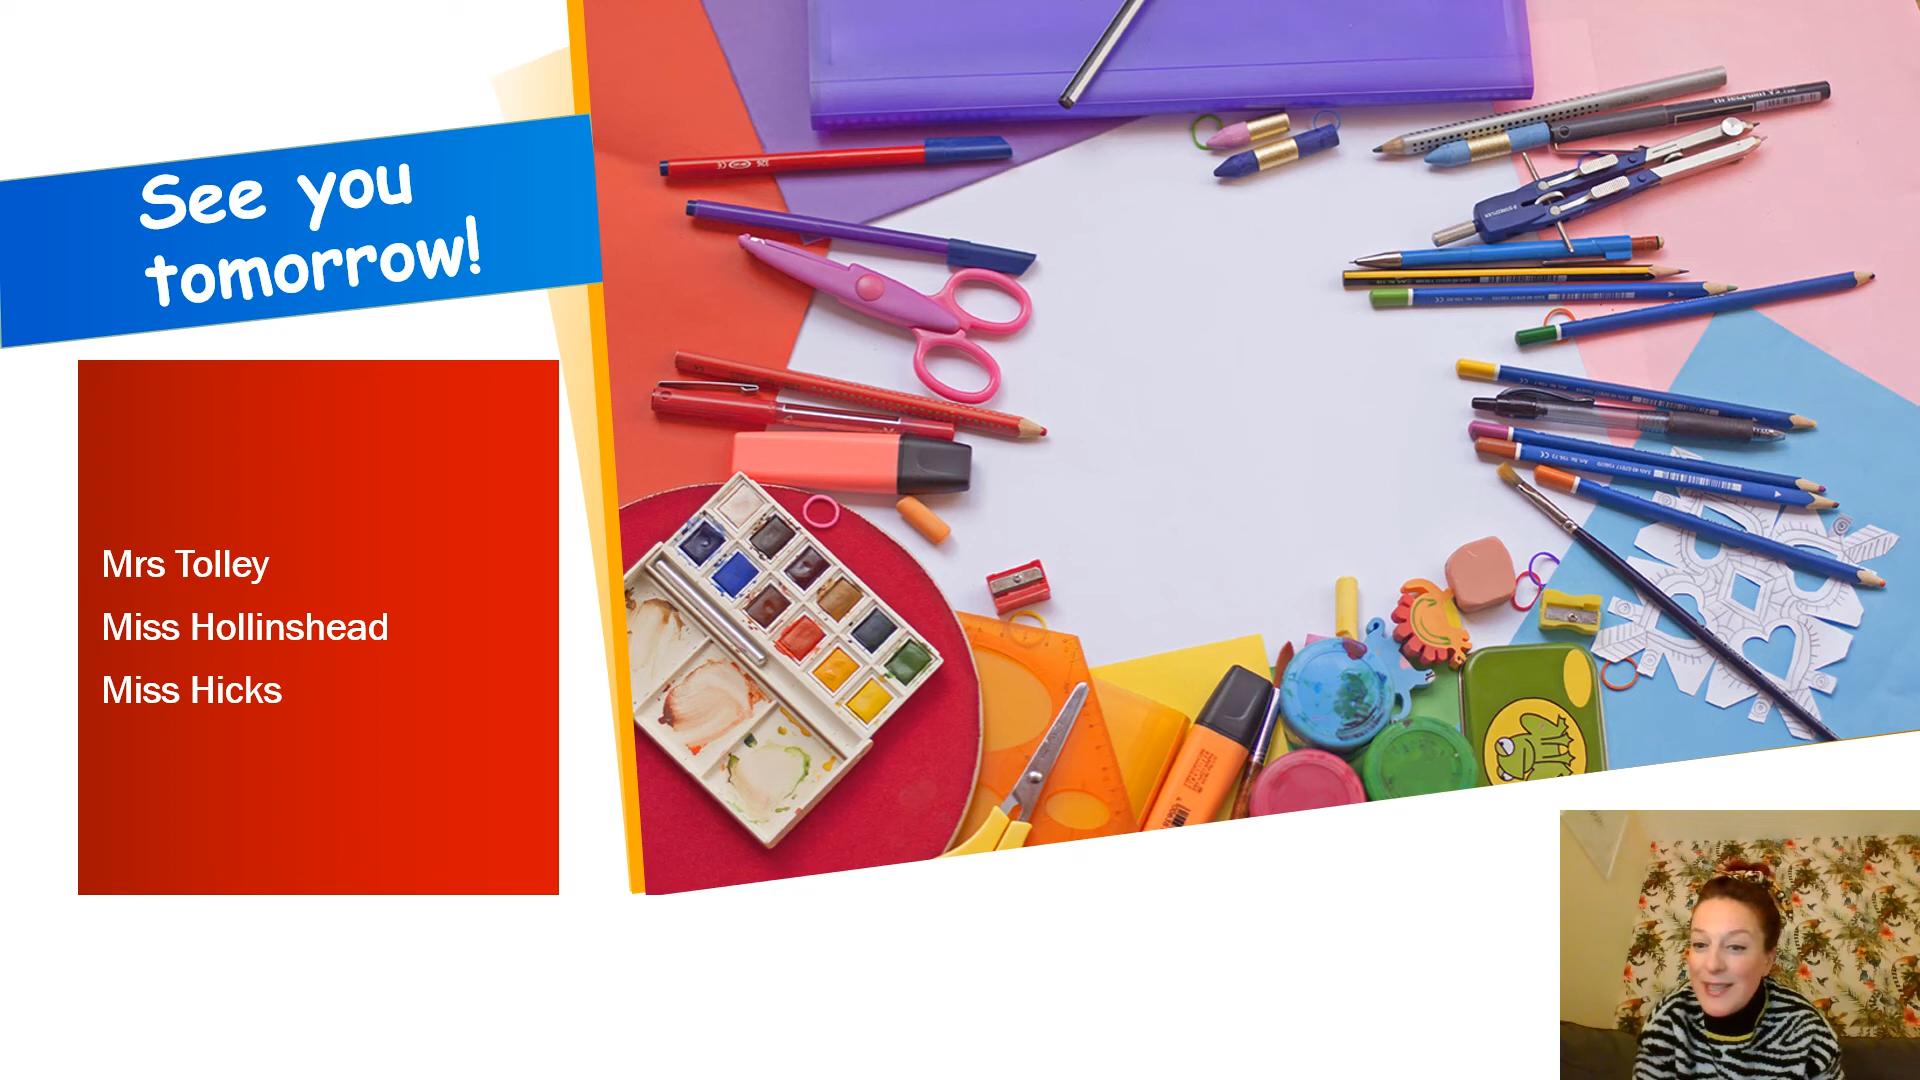 See you
tomorrow!
Mrs Tolley
Miss Hollinshead
Miss Hicks